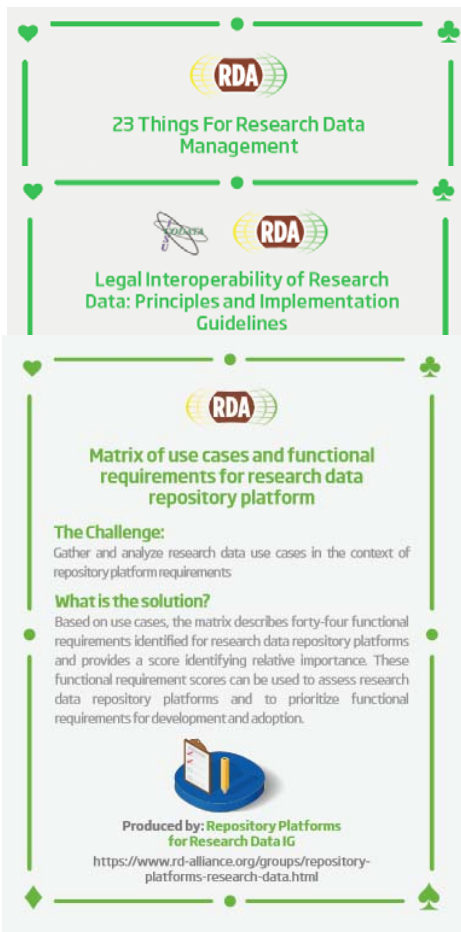 RDA
23 Things For Research Data
Management
CODATA
RDA
Legal Interoperability of Research
Data: Principles and Implementation
Guidelines
RDA
Matrix of use cases and functional
requirements for research data
repository platform
The Challenge:
Gather and analyze research data use cases in the context of
repository platform requirements
What is the solution?
Based on use cases, the matrix describes forty-four functional
requirements identified for research data repository platforms
and provides a score identifying relative importance. These
functional requirement scores can be used to assess research
data repository platforms and to prioritize functional
requirements for development and adoption.
Produced by: Repository Platforms
for Research Data IG
https://www.rd-alliance.org/groups/repository-
platforms-research-data.html